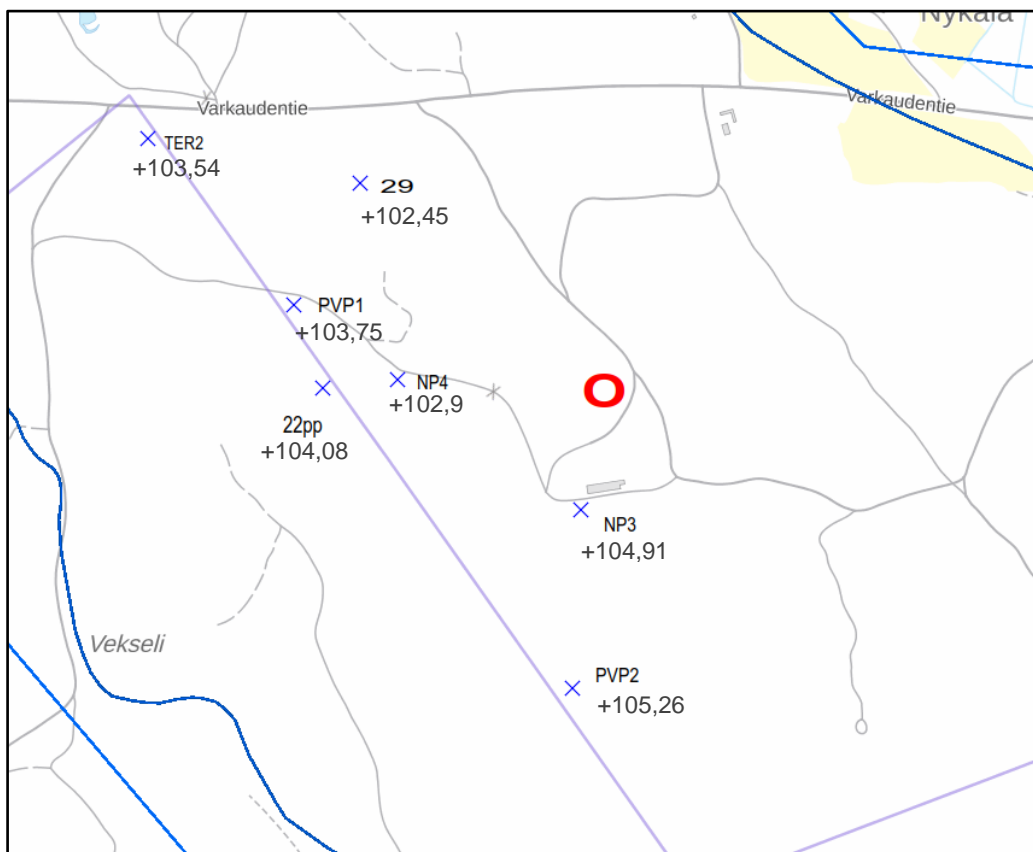 Nykälä
Varkaudentie
Varkaudentie
TER2
+103,54
29
+102,45
PVP1
+103,75
NP4
+102,9
22pp
+104,08
O
NP3
+104,91
Vekseli
PVP2
+105,26